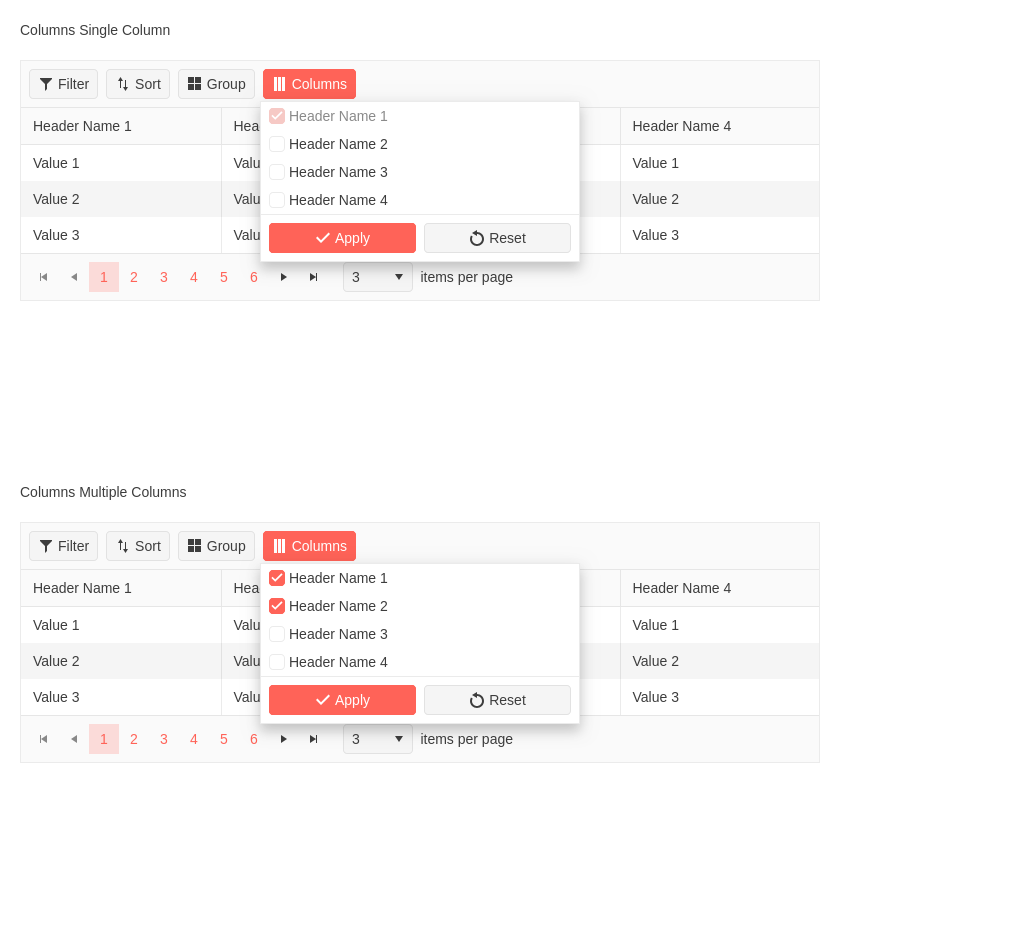 Columns Single Column
Filter Sort Group Columns
Header Name 1 Hea Header Name 4
Header Name 1
Header Name 2
Header Name 3
Header Name 4
Apply Reset
Value 1 Valu Value 1
Value 2 Valu Value 2
Value 3 Valu Value 3
1 2 3 4 5 6 3 items per page
Columns Multiple Columns
Filter Sort Group Columns
Header Name 1 Hea Header Name 4
Header Name 1
Header Name 2
Header Name 3
Header Name 4
Apply Reset
Value 1 Valu Value 1
Value 2 Valu Value 2
Value 3 Valu Value 3
1 2 3 4 5 6 3 items per page